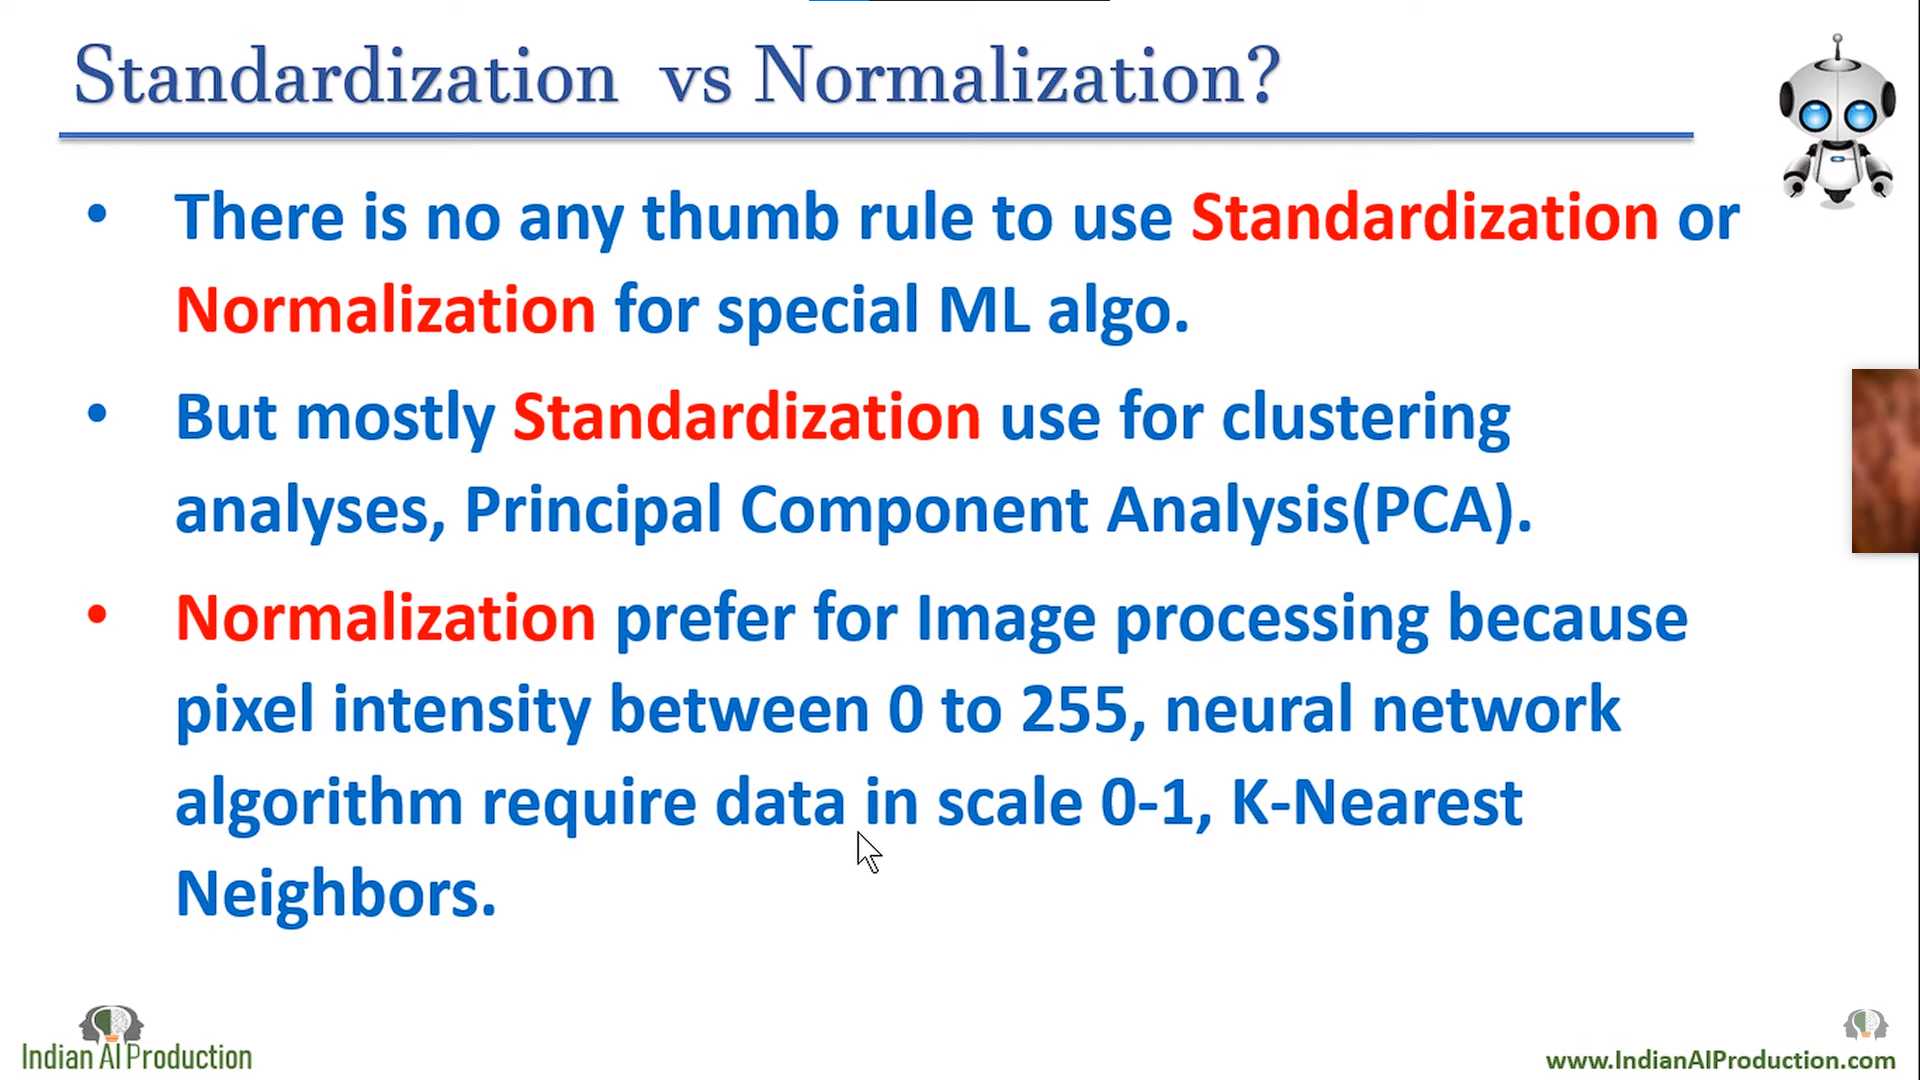 Standardization vs Normalization?
• There is no any thumb rule to use Standardization or
Normalization for special ML algo.
• But mostly Standardization use for clustering
analyses, Principal Component Analysis(PCA).
• Normalization prefer for Image processing because
pixel intensity between 0 to 255, neural network
algorithm require data in scale 0-1, K-Nearest
Neighbors.
Indian AI Production
www.IndianAIProduction.com